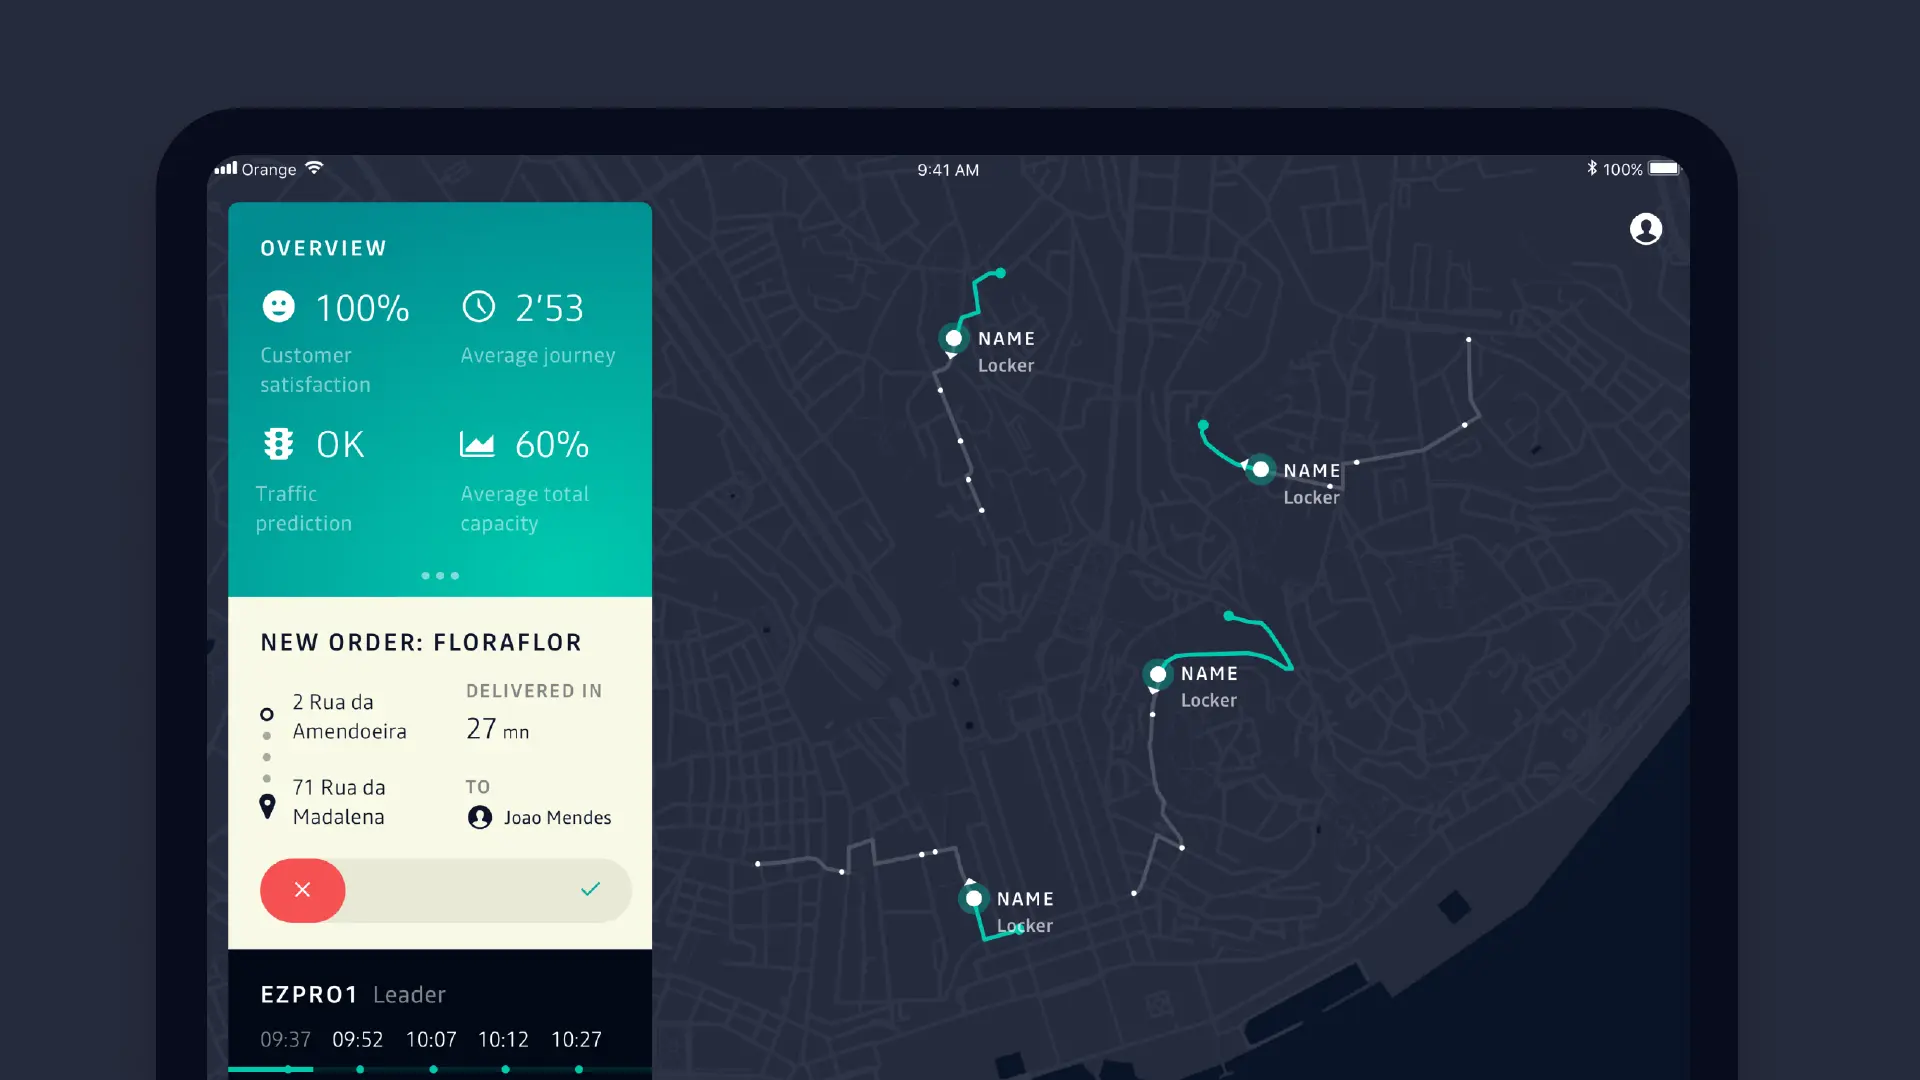 Orange
9:41 AM
100%
OVERVIEW
100%
2'53
Customer
satisfaction
Average journey
OK
60%
Traffic
prediction
Average total
capacity
NEW ORDER: FLORAFLOR
2 Rua da
Amendoeira
DELIVERED IN
27 mn
71 Rua da
Madalena
TO
Joao Mendes
EZPRO1 Leader
09:37 09:52 10:07 10:12 10:27
NAME
Locker
NAME
Locker
NAME
Locker
NAME
Locker